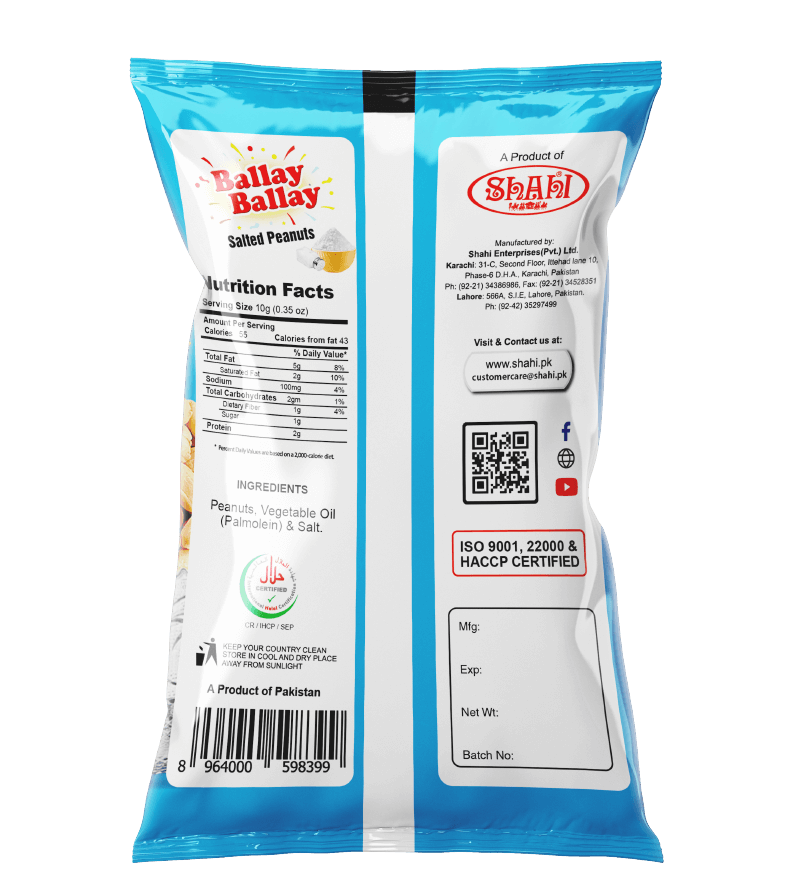 Ballay
Ballay
Salted Peanuts
Nutrition Facts
Serving Size 10g (0.35 oz)
Amount Per Serving
Calories 55 Calories from fat 43
% Daily Value*
Total Fat 5g 8%
Saturated Fat 2g 10%
Sodium 100mg 4%
Total Carbohydrates 2gm 1%
Dietary Fiber 1g 4%
Sugar 1g
Protein 2g
* Percent Daily Values are based on a 2,000-calorie diet.
INGREDIENTS
Peanuts, Vegetable Oil
(Palmolein) & Salt.
حلال
CERTIFIED
CR / IHCP / SEP
KEEP YOUR COUNTRY CLEAN
STORE IN COOL AND DRY PLACE
AWAY FROM SUNLIGHT
A Product of Pakistan
8 964000 598399
A Product of
SHAHI®
Manufactured by:
Shahi Enterprises(Pvt.) Ltd.
Karachi: 31-C, Second Floor, Ittehad lane 10,
Phase-6 D.H.A., Karachi, Pakistan
Ph: (92-21) 34386986, Fax: (92-21) 34528351
Lahore: 566A, S.I.E, Lahore, Pakistan.
Ph: (92-42) 35297499
Visit & Contact us at:
www.shahi.pk
customercare@shahi.pk
f
ISO 9001, 22000 &
HACCP CERTIFIED
Mfg:
Exp:
Net Wt:
Batch No: